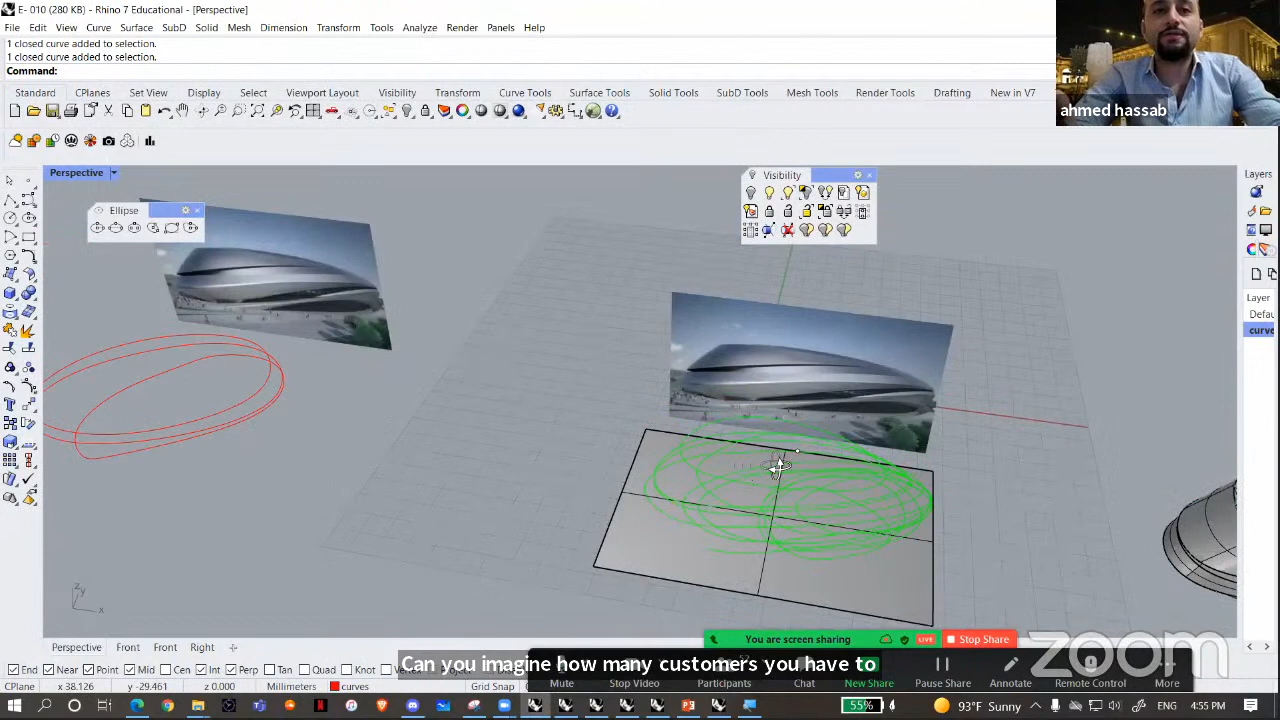 E- 010 (280 KB) - Rhino 7 Educational - [Perspective]
File Edit View Curve Surface SubD Solid Mesh Dimension Transform Tools Analyze Render Panels Help
1 closed curve added to selection.
1 closed curve added to selection.
Command:
ahmed hassab
Standard CPlanes Set View Display Select Viewport Layout Visibility Transform Curve Tools Surface Tools Solid Tools SubD Tools Mesh Tools Render Tools Drafting New in V7
Perspective
Visibility
Layers
Ellipse
Layer
Defau
curve
z
y
x
You are screen sharing LIVE Stop Share
Perspective Front Front Right
zoom
Can you imagine how many customers you have to
End Near Point Mid Cen Int Perp Tan Quad Knot
Mute Stop Video Participants Chat New Share Pause Share Annotate Remote Control More
CPlane x 38.126 y -29.461 z 0.000 Millimeters curves Grid Snap
55% 93°F Sunny 4:55 PM